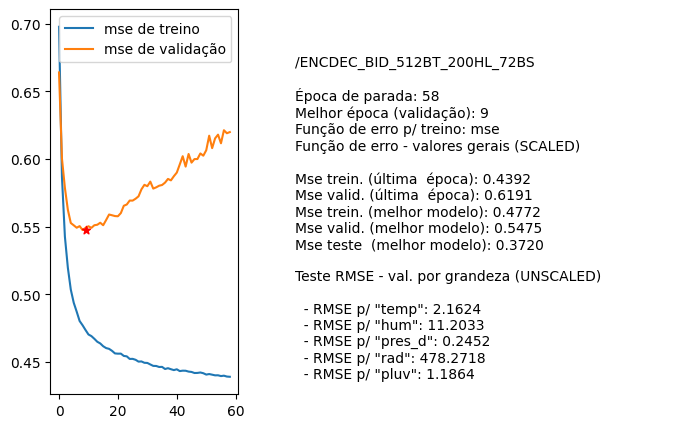 mse de treino
mse de validação
0.70
0.65
0.60
0.55
0.50
0.45
0
20
40
60
/ENCDEC_BID_512BT_200HL_72BS
Época de parada: 58
Melhor época (validação): 9
Função de erro p/ treino: mse
Função de erro - valores gerais (SCALED)
Mse trein. (última  época): 0.4392
Mse valid. (última  época): 0.6191
Mse trein. (melhor modelo): 0.4772
Mse valid. (melhor modelo): 0.5475
Mse teste  (melhor modelo): 0.3720
Teste RMSE - val. por grandeza (UNSCALED)
- RMSE p/ "temp": 2.1624
- RMSE p/ "hum": 11.2033
- RMSE p/ "pres_d": 0.2452
- RMSE p/ "rad": 478.2718
- RMSE p/ "pluv": 1.1864